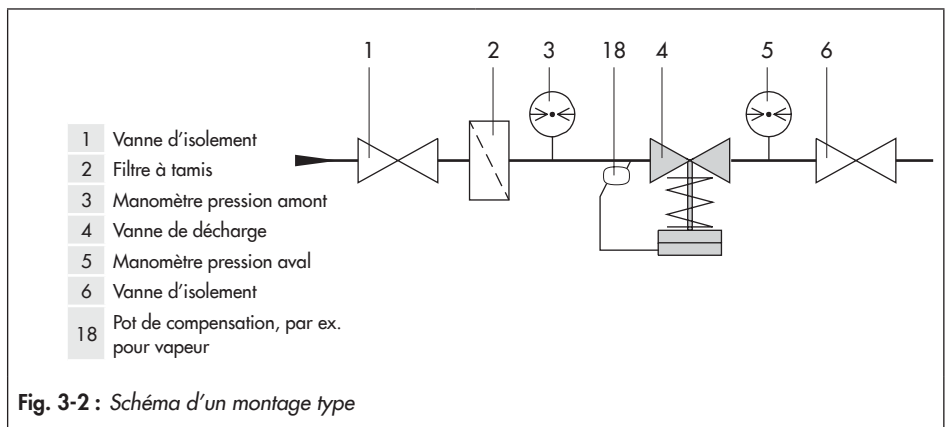 1 2 3 18 4 5 6
1 Vanne d'isolement
2 Filtre à tamis
3 Manomètre pression amont
4 Vanne de décharge
5 Manomètre pression aval
6 Vanne d'isolement
18 Pot de compensation, par ex.
pour vapeur
Fig. 3-2 : Schéma d'un montage type